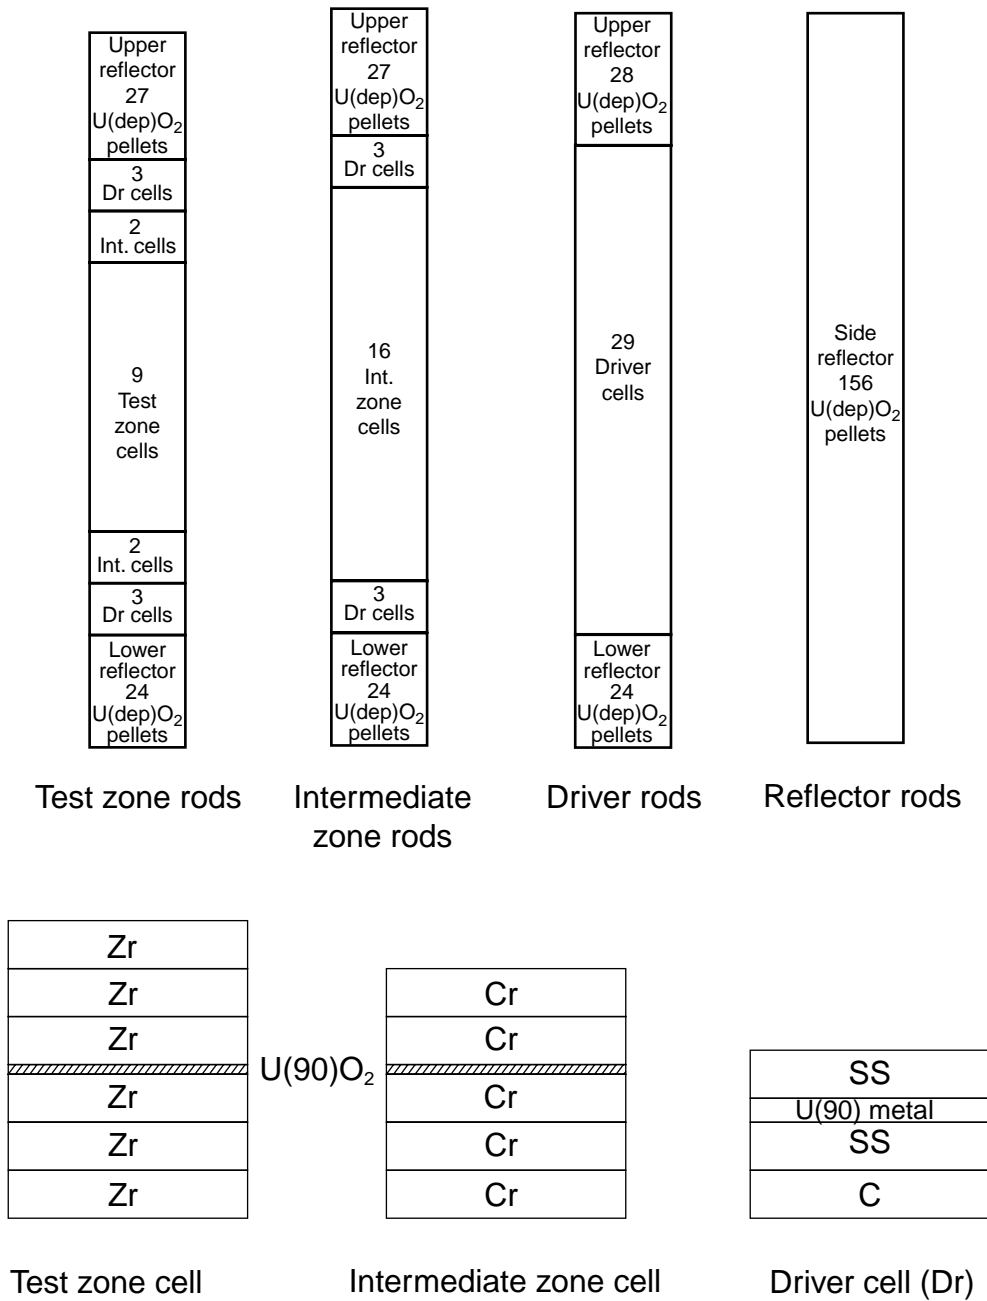 Upper
reflector
27
U(dep)O₂
pellets
3
Dr cells
2
Int. cells
9
Test
zone
cells
2
Int. cells
3
Dr cells
Lower
reflector
24
U(dep)O₂
pellets
Test zone rods
Upper
reflector
27
U(dep)O₂
pellets
3
Dr cells
16
Int.
zone
cells
3
Dr cells
Lower
reflector
24
U(dep)O₂
pellets
Intermediate
zone rods
Upper
reflector
28
U(dep)O₂
pellets
29
Driver
cells
Lower
reflector
24
U(dep)O₂
pellets
Driver rods
Side
reflector
156
U(dep)O₂
pellets
Reflector rods
Zr
Zr
Zr
Zr
Zr
Zr
Test zone cell
U(90)O₂
Cr
Cr
Cr
Cr
Cr
Intermediate zone cell
SS
U(90) metal
SS
C
Driver cell (Dr)